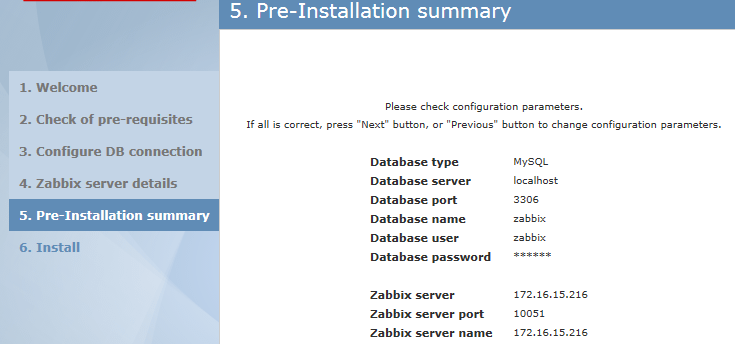 5. Pre-Installation summary
1. Welcome
2. Check of pre-requisites
3. Configure DB connection
4. Zabbix server details
5. Pre-Installation summary
6. Install
Please check configuration parameters.
If all is correct, press "Next" button, or "Previous" button to change configuration parameters.
Database type MySQL
Database server localhost
Database port 3306
Database name zabbix
Database user zabbix
Database password ******
Zabbix server 172.16.15.216
Zabbix server port 10051
Zabbix server name 172.16.15.216